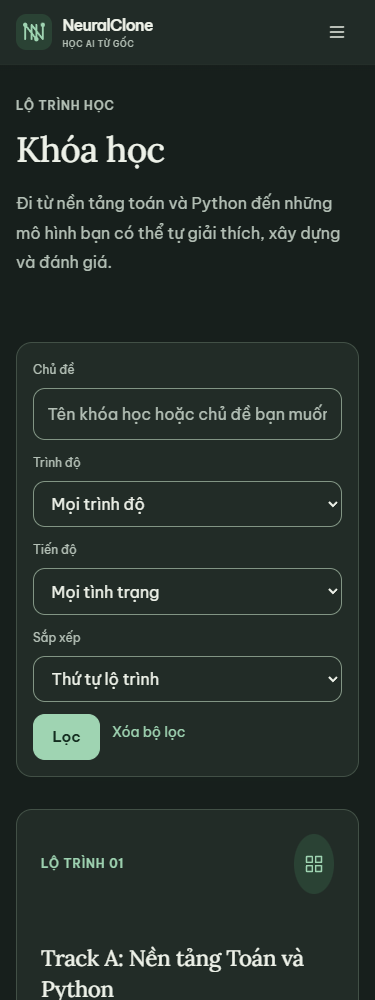 NeuralClone
HỌC AI TỪ GỐC
LỘ TRÌNH HỌC
Khóa học
Đi từ nền tảng toán và Python đến những
mô hình bạn có thể tự giải thích, xây dựng
và đánh giá.
Chủ đề
Tên khóa học hoặc chủ đề bạn muốn
Trình độ
Mọi trình độ
Tiến độ
Mọi tình trạng
Sắp xếp
Thứ tự lộ trình
Lọc
Xóa bộ lọc
LỘ TRÌNH 01
Track A: Nền tảng Toán và
Python